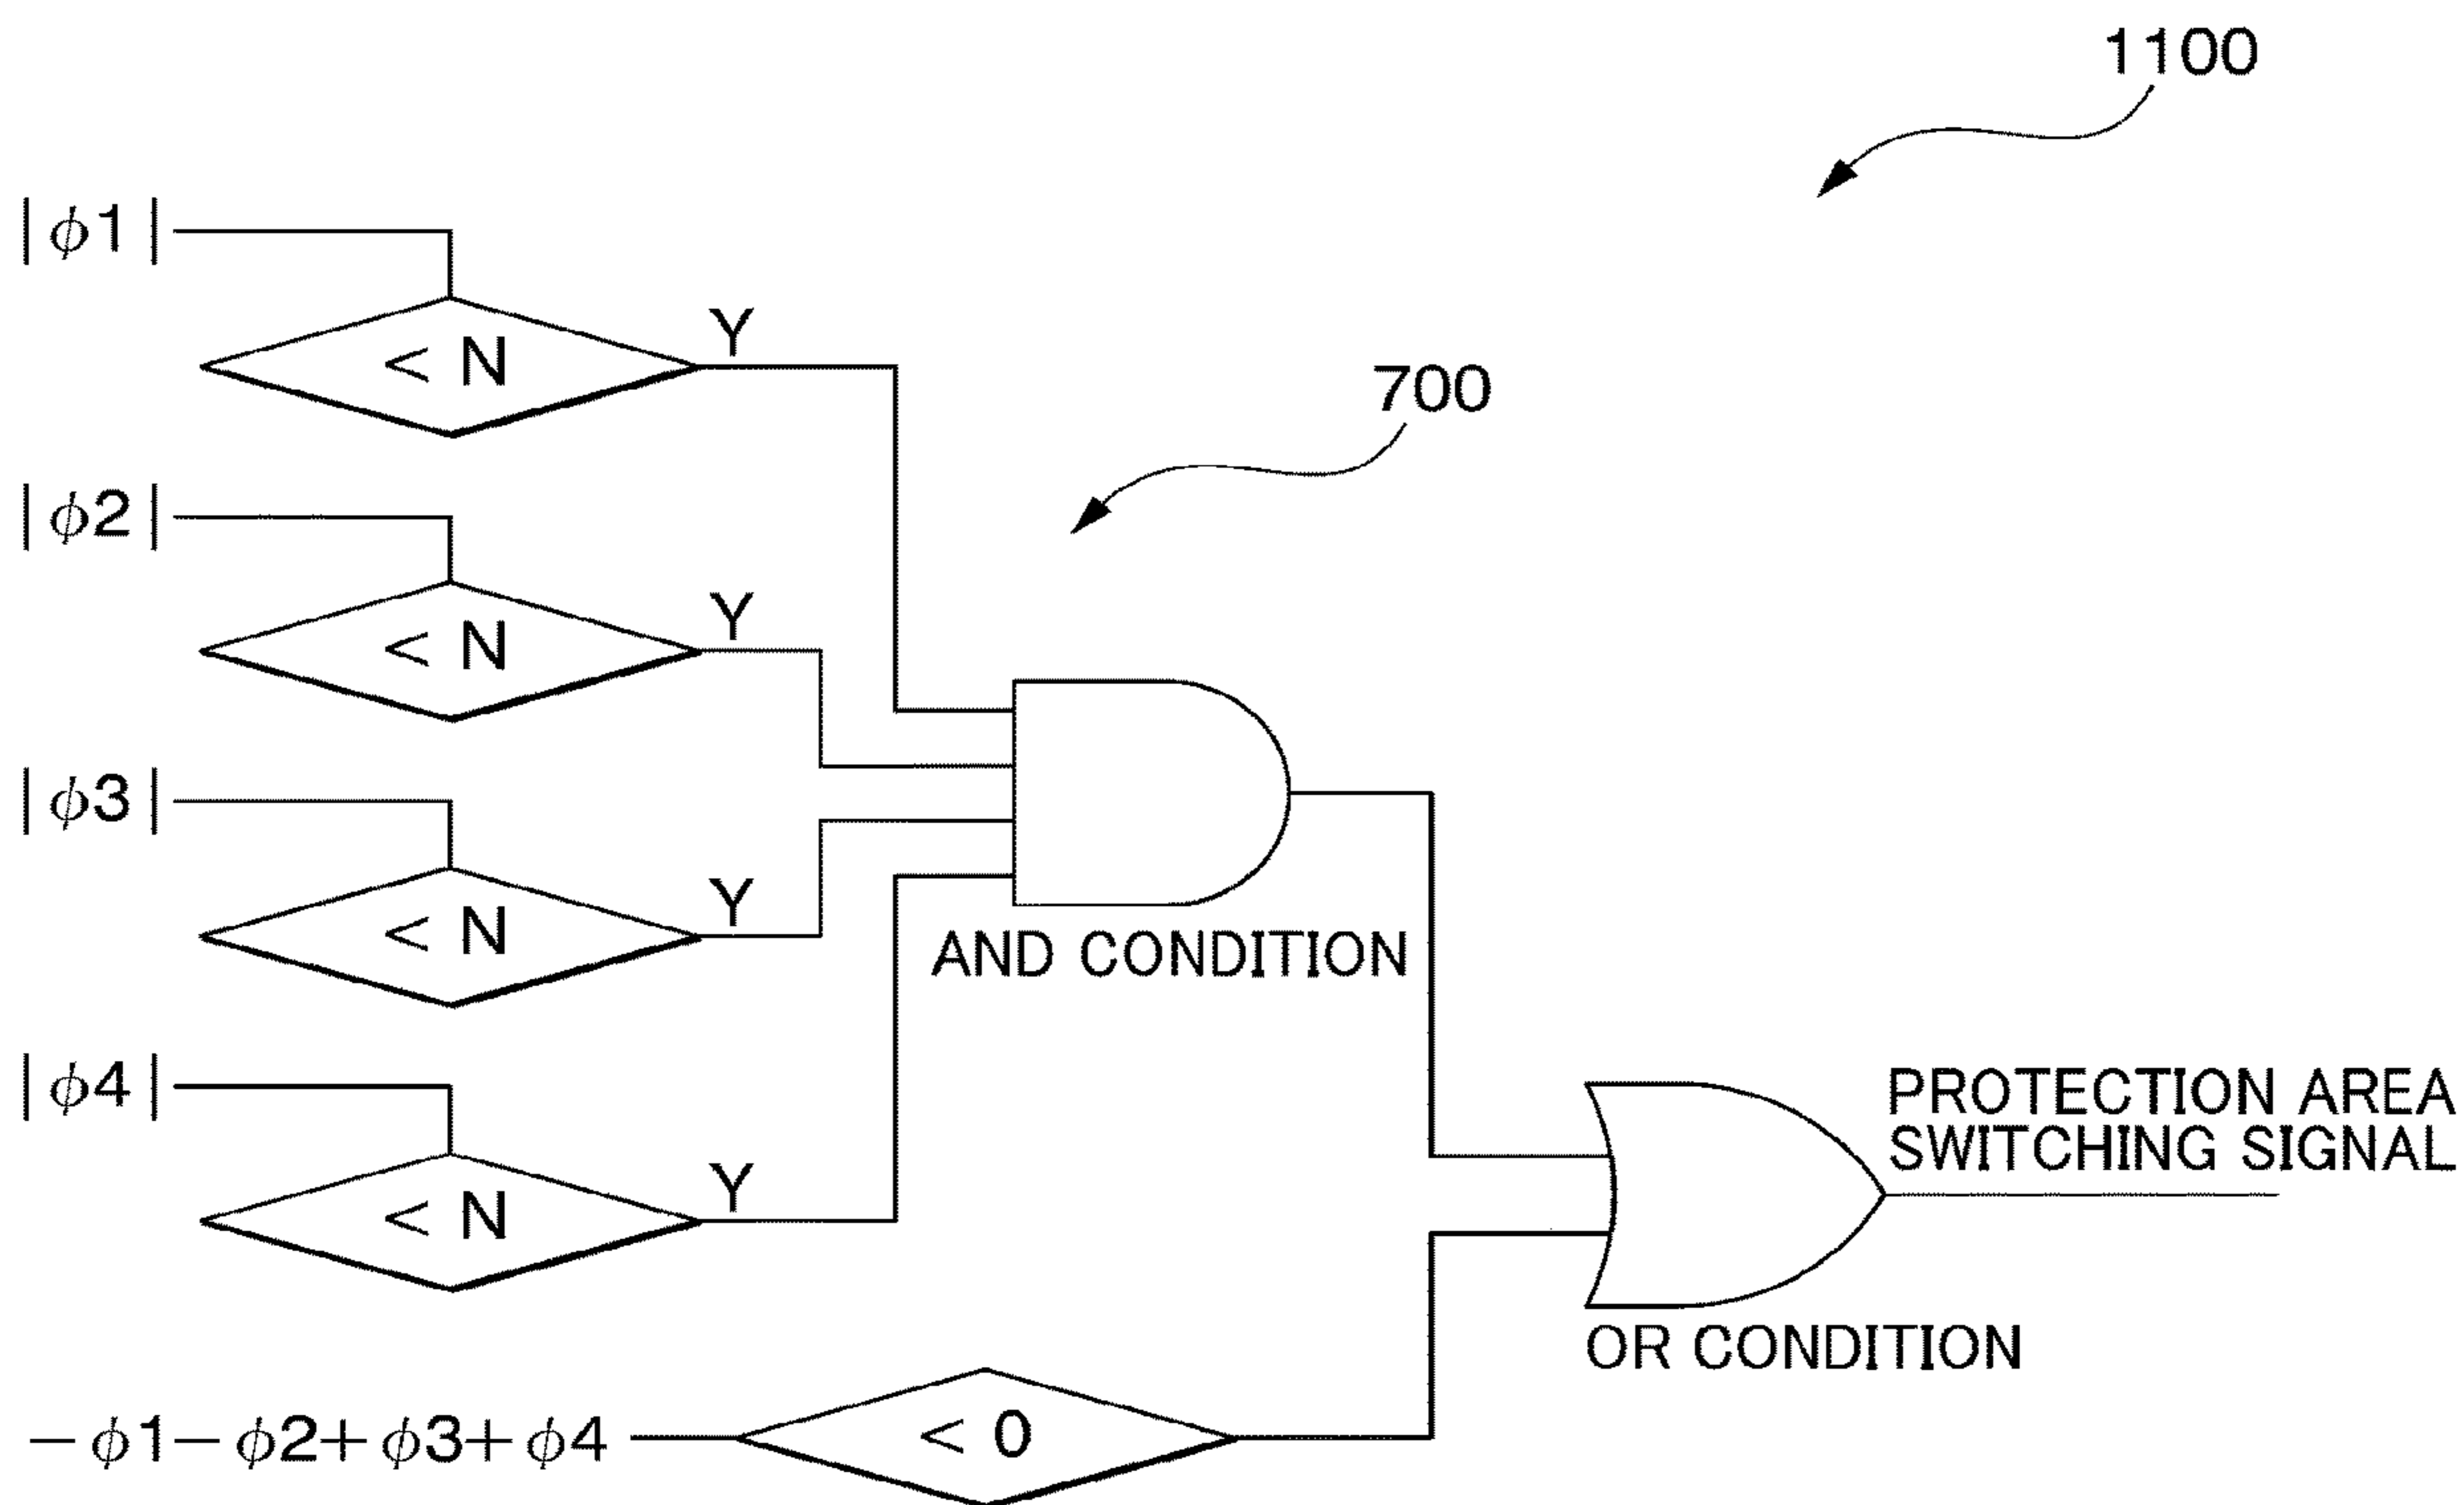 1100
|ϕ1|
< N
Y
700
|ϕ2|
< N
Y
|ϕ3|
< N
Y
AND CONDITION
|ϕ4|
< N
Y
PROTECTION AREA
SWITCHING SIGNAL
OR CONDITION
−ϕ1−ϕ2+ϕ3+ϕ4
< 0